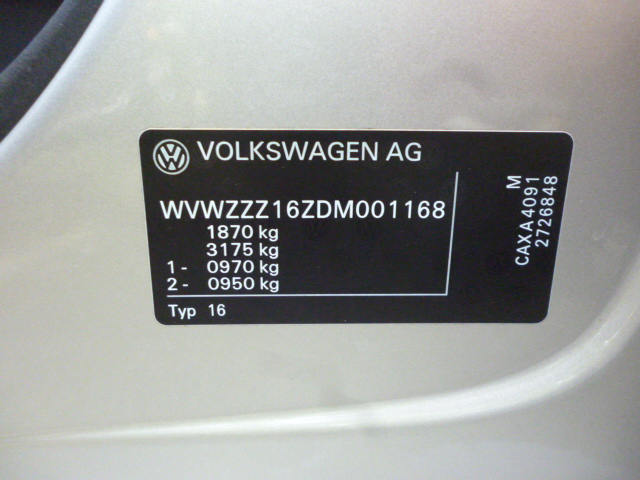 VOLKSWAGEN AG
WVWZZZ16ZDM001168
1870 kg
3175 kg
1 - 0970 kg
2 - 0950 kg
Typ 16
M
CAXA4091
2726848